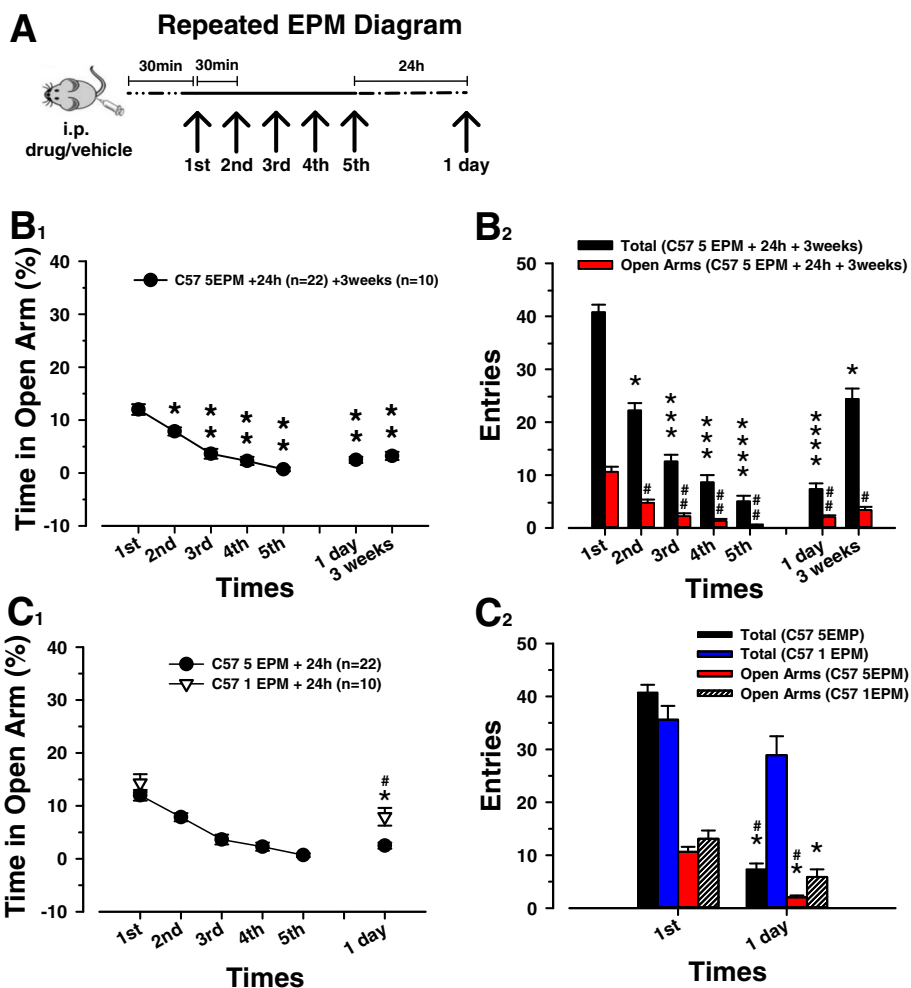 A
Repeated EPM Diagram
30min 30min 24h
i.p.
drug/vehicle
1st 2nd 3rd 4th 5th 1 day
B1
Time in Open Arm (%)
40
30
20
10
0
-10
C57 5EPM +24h (n=22) +3weeks (n=10)
* ** ** ** ** **
1st 2nd 3rd 4th 5th 1 day 3 weeks
Times
B2
Total (C57 5 EPM + 24h + 3weeks)
Open Arms (C57 5 EPM + 24h + 3weeks)
Entries
50
40
30
20
10
0
* *** *** **** **** *
# ## ## ## ## #
1st 2nd 3rd 4th 5th 1 day 3 weeks
Times
C1
Time in Open Arm (%)
40
30
20
10
0
-10
C57 5 EPM + 24h (n=22)
C57 1 EPM + 24h (n=10)
#
*
1st 2nd 3rd 4th 5th 1 day
Times
C2
Total (C57 5EMP)
Total (C57 1 EPM)
Open Arms (C57 5EPM)
Open Arms (C57 1EPM)
Entries
50
40
30
20
10
0
# #
* * *
1st 1 day
Times